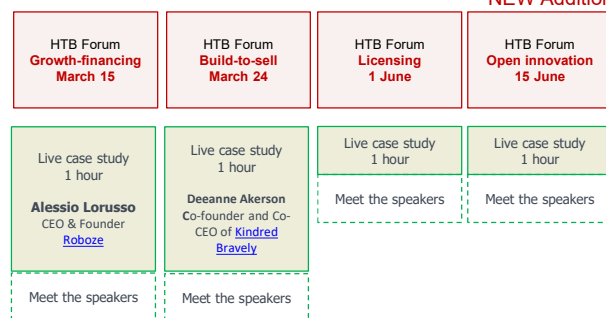 NEW Addition
HTB Forum
Growth-financing
March 15
HTB Forum
Build-to-sell
March 24
HTB Forum
Licensing
1 June
HTB Forum
Open innovation
15 June
Live case study
1 hour
Alessio Lorusso
CEO & Founder
Roboze
Live case study
1 hour
Deeanne Akerson
Co-founder and Co-
CEO of Kindred
Bravely
Live case study
1 hour
Live case study
1 hour
Meet the speakers
Meet the speakers
Meet the speakers
Meet the speakers